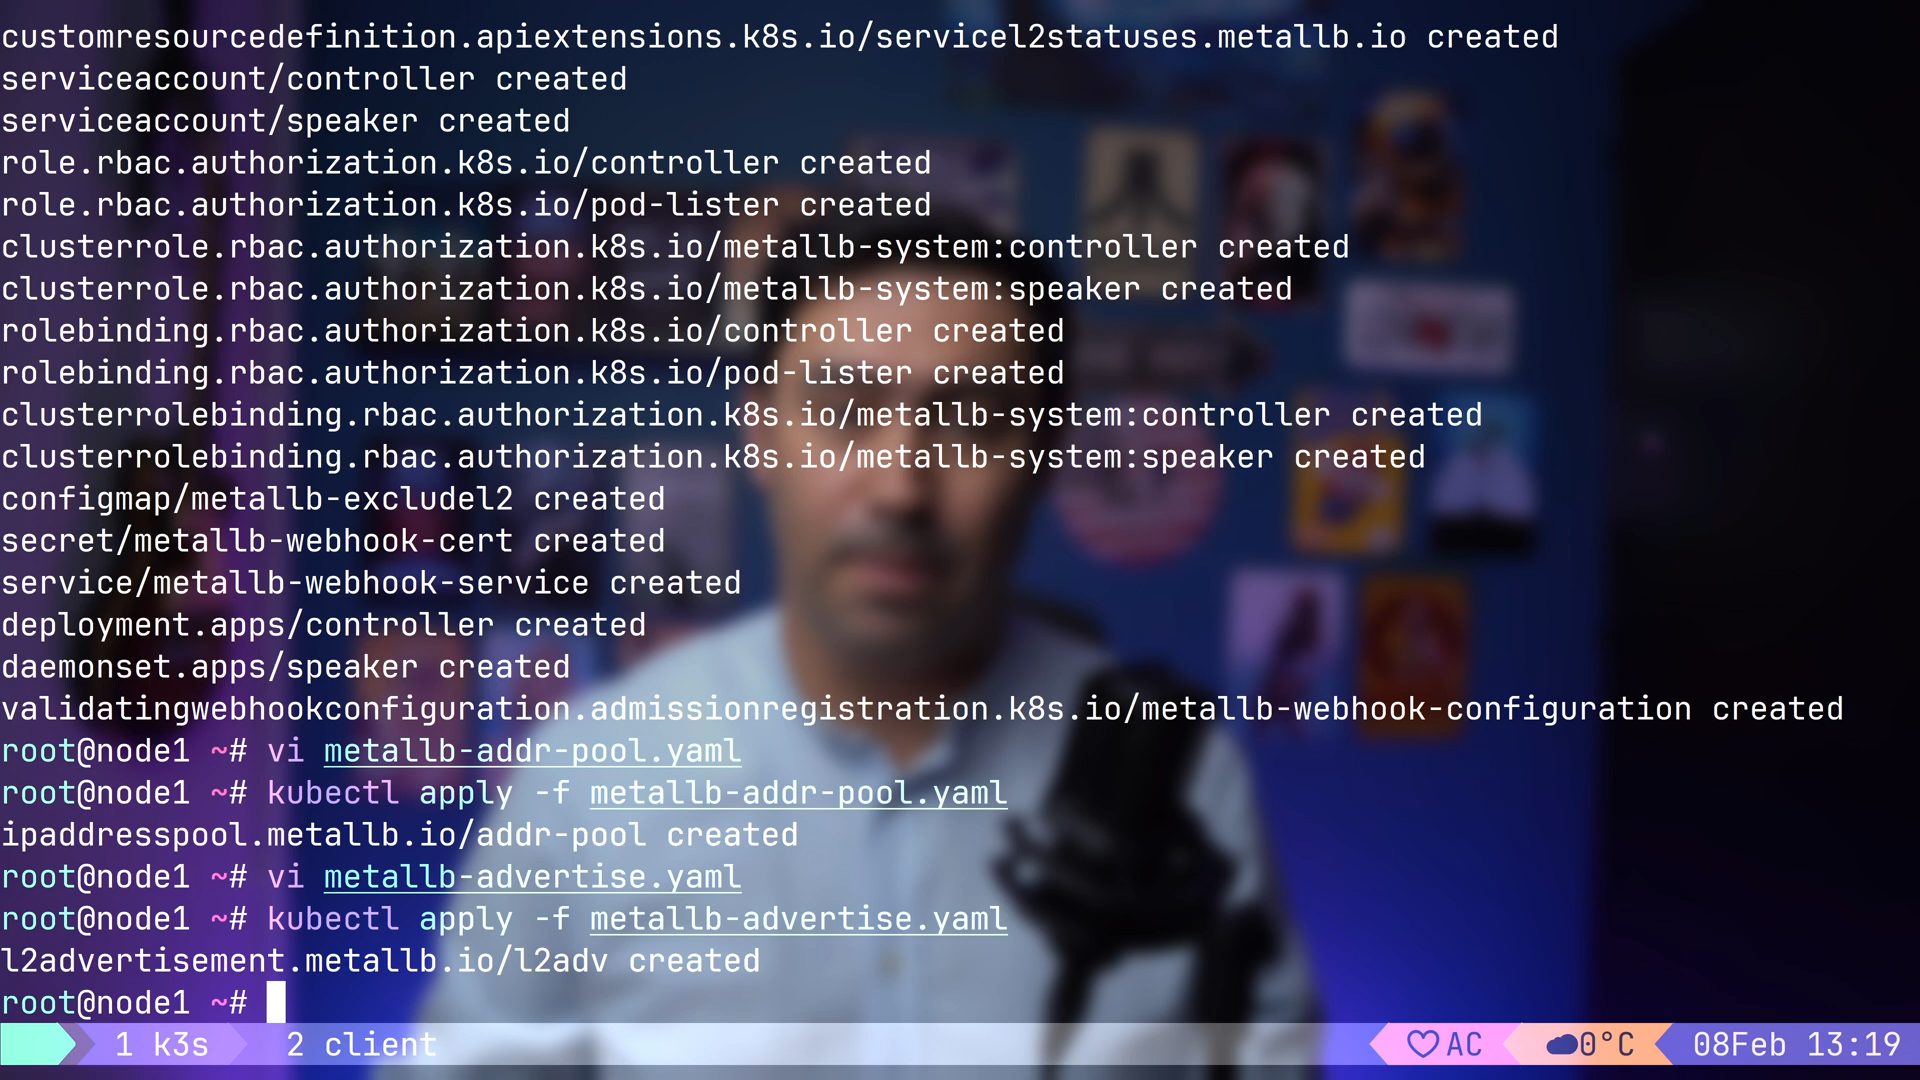 customresourcedefinition.apiextensions.k8s.io/servicel2statuses.metallb.io created
serviceaccount/controller created
serviceaccount/speaker created
role.rbac.authorization.k8s.io/controller created
role.rbac.authorization.k8s.io/pod-lister created
clusterrole.rbac.authorization.k8s.io/metallb-system:controller created
clusterrole.rbac.authorization.k8s.io/metallb-system:speaker created
rolebinding.rbac.authorization.k8s.io/controller created
rolebinding.rbac.authorization.k8s.io/pod-lister created
clusterrolebinding.rbac.authorization.k8s.io/metallb-system:controller created
clusterrolebinding.rbac.authorization.k8s.io/metallb-system:speaker created
configmap/metallb-excludel2 created
secret/metallb-webhook-cert created
service/metallb-webhook-service created
deployment.apps/controller created
daemonset.apps/speaker created
validatingwebhookconfiguration.admissionregistration.k8s.io/metallb-webhook-configuration created
root@node1 ~# vi metallb-addr-pool.yaml
root@node1 ~# kubectl apply -f metallb-addr-pool.yaml
ipaddresspool.metallb.io/addr-pool created
root@node1 ~# vi metallb-advertise.yaml
root@node1 ~# kubectl apply -f metallb-advertise.yaml
l2advertisement.metallb.io/l2adv created
root@node1 ~#
1 k3s 2 client ♡ AC ☁0°C 08Feb 13:19